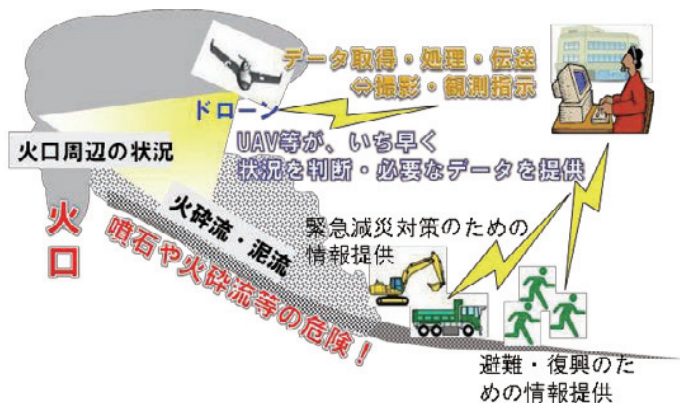 データ取得・処理・伝送
⇔撮影・観測指示
ドローン
UAV等が、いち早く
状況を判断・必要なデータを提供
火口周辺の状況
火口
火砕流・泥流
噴石や火砕流等の危険！
緊急減災対策のための
情報提供
避難・復興のた
めの情報提供